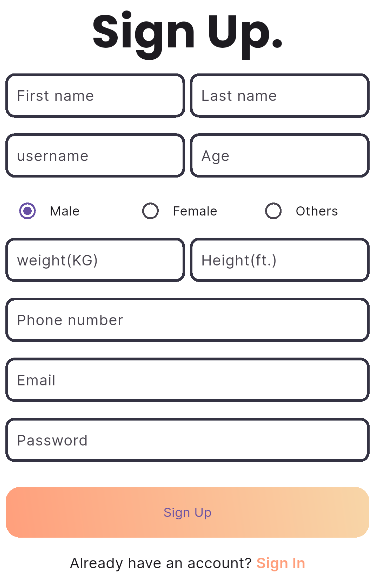 Sign Up.
First name Last name
username Age
Male Female Others
weight(KG) Height(ft.)
Phone number
Email
Password
Sign Up
Already have an account? Sign In